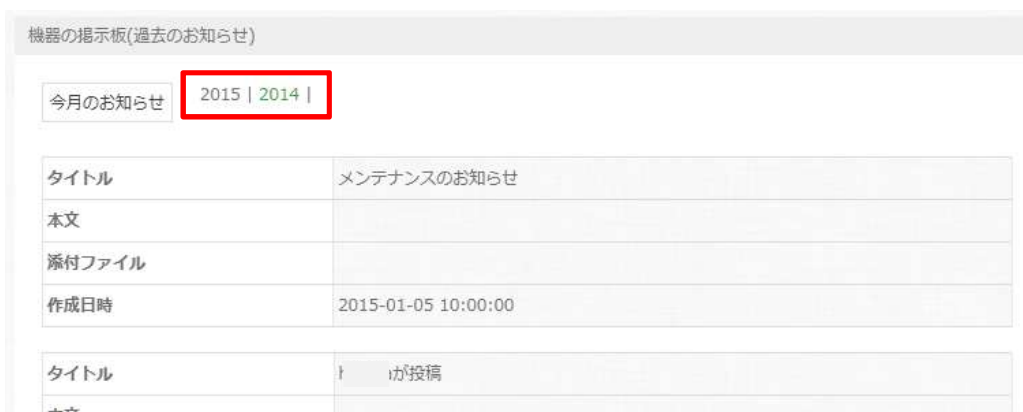 機器の掲示板(過去のお知らせ)
今月のお知らせ 2015 | 2014 |
タイトル メンテナンスのお知らせ
本文
添付ファイル
作成日時 2015-01-05 10:00:00
タイトル が投稿